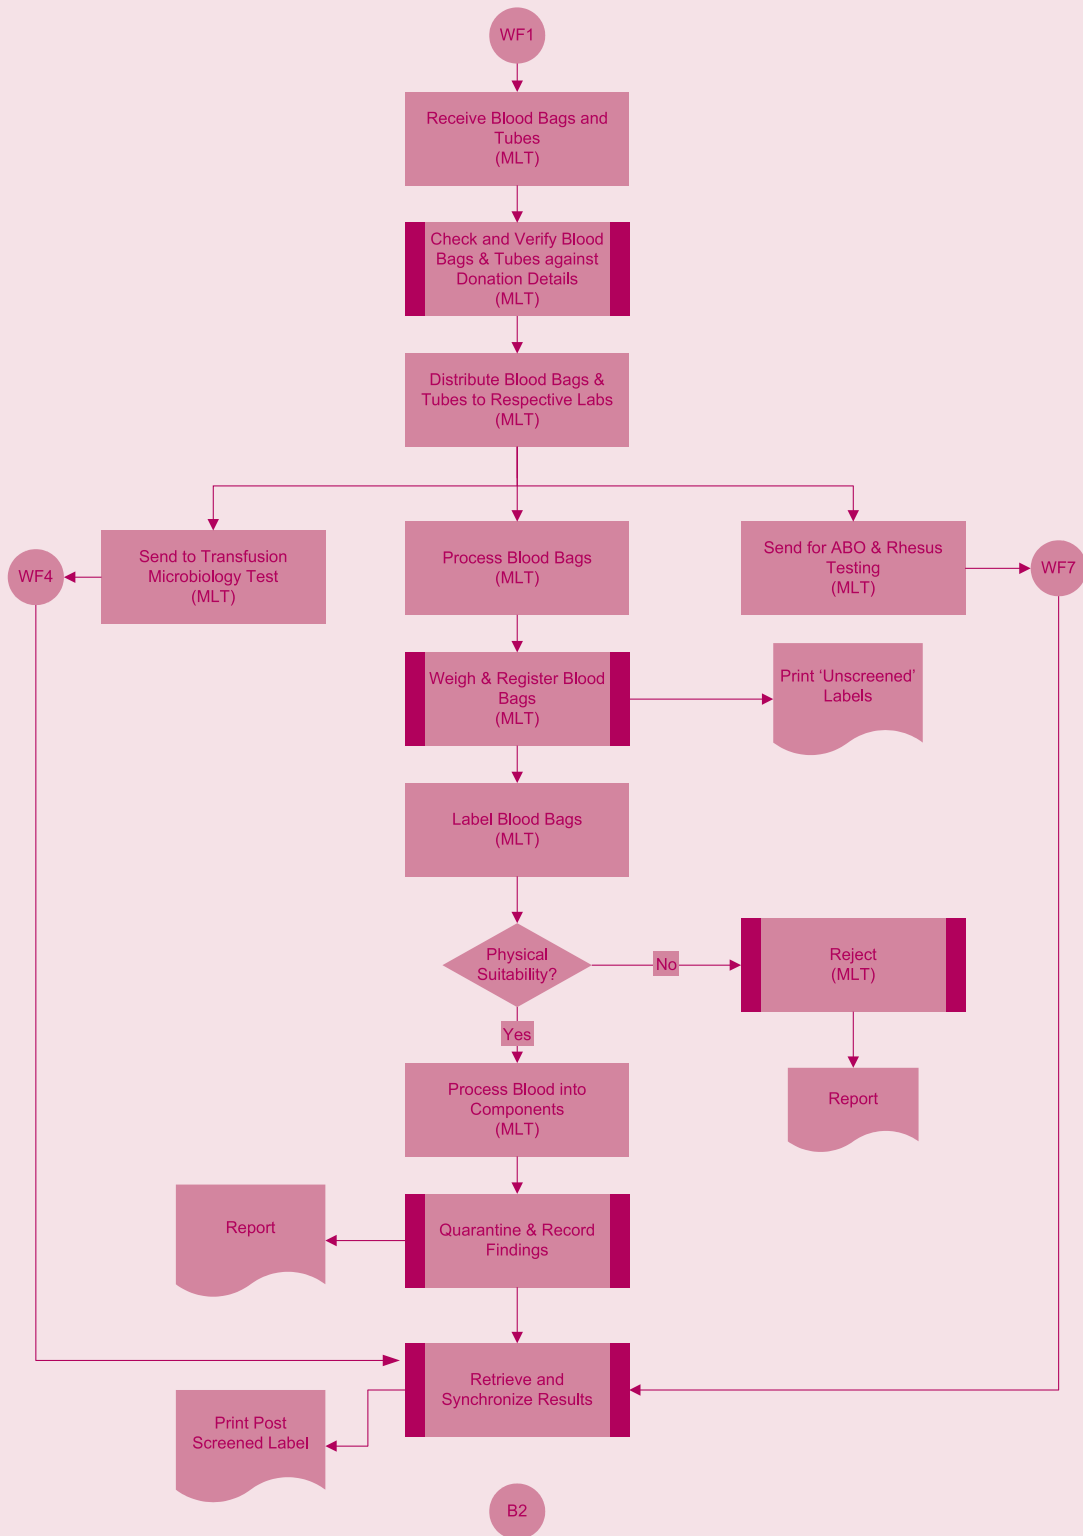 WF1
Receive Blood Bags and
Tubes
(MLT)
Check and Verify Blood
Bags & Tubes against
Donation Details
(MLT)
Distribute Blood Bags &
Tubes to Respective Labs
(MLT)
WF4
Send to Transfusion
Microbiology Test
(MLT)
Process Blood Bags
(MLT)
Send for ABO & Rhesus
Testing
(MLT)
WF7
Weigh & Register Blood
Bags
(MLT)
Print ‘Unscreened’
Labels
Label Blood Bags
(MLT)
Physical
Suitability?
No
Reject
(MLT)
Yes
Process Blood into
Components
(MLT)
Report
Report
Quarantine & Record
Findings
Retrieve and
Synchronize Results
Print Post
Screened Label
B2